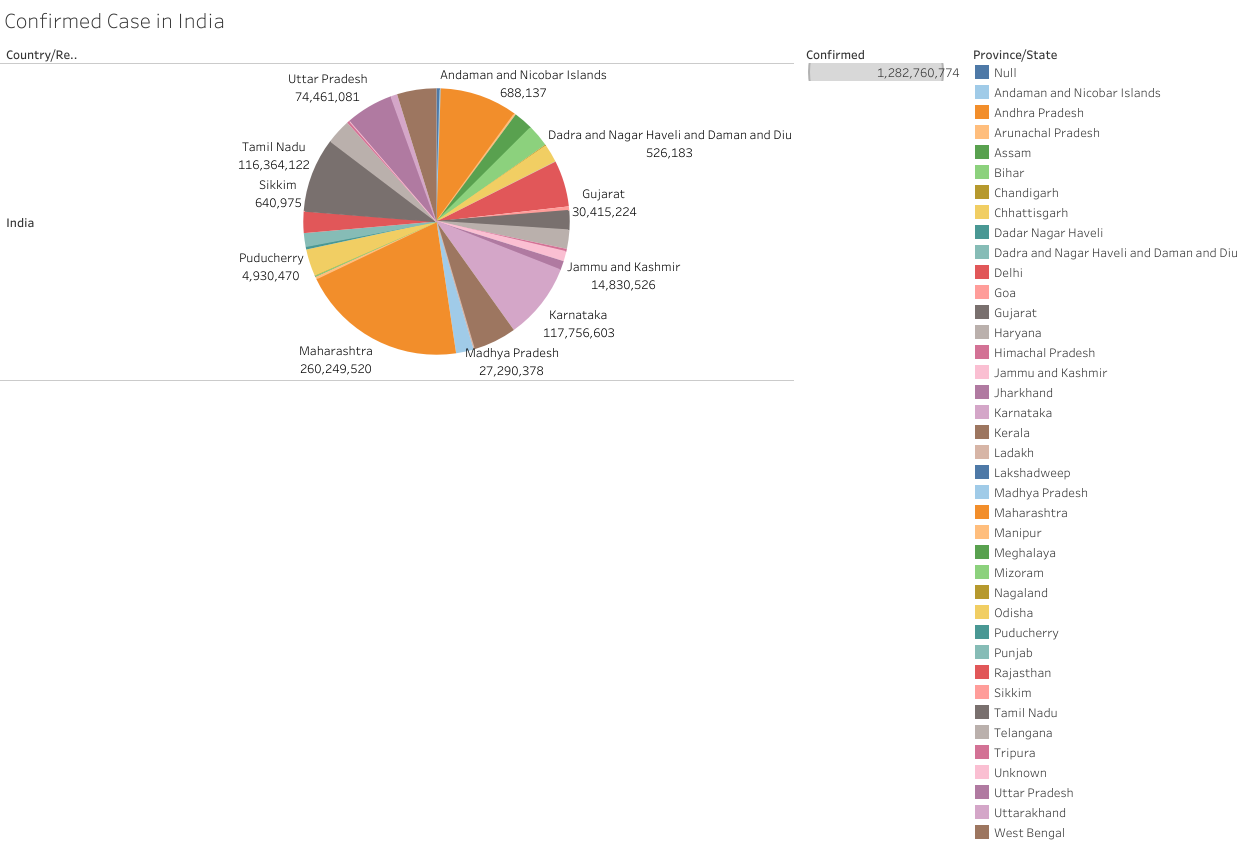 Confirmed Case in India
Country/Re..
India
Uttar Pradesh
74,461,081
Andaman and Nicobar Islands
688,137
Dadra and Nagar Haveli and Daman and Diu
526,183
Tamil Nadu
116,364,122
Sikkim
640,975
Gujarat
30,415,224
Puducherry
4,930,470
Jammu and Kashmir
14,830,526
Karnataka
117,756,603
Maharashtra
260,249,520
Madhya Pradesh
27,290,378
Confirmed
1,282,760,774
Province/State
Null
Andaman and Nicobar Islands
Andhra Pradesh
Arunachal Pradesh
Assam
Bihar
Chandigarh
Chhattisgarh
Dadar Nagar Haveli
Dadra and Nagar Haveli and Daman and Diu
Delhi
Goa
Gujarat
Haryana
Himachal Pradesh
Jammu and Kashmir
Jharkhand
Karnataka
Kerala
Ladakh
Lakshadweep
Madhya Pradesh
Maharashtra
Manipur
Meghalaya
Mizoram
Nagaland
Odisha
Puducherry
Punjab
Rajasthan
Sikkim
Tamil Nadu
Telangana
Tripura
Unknown
Uttar Pradesh
Uttarakhand
West Bengal